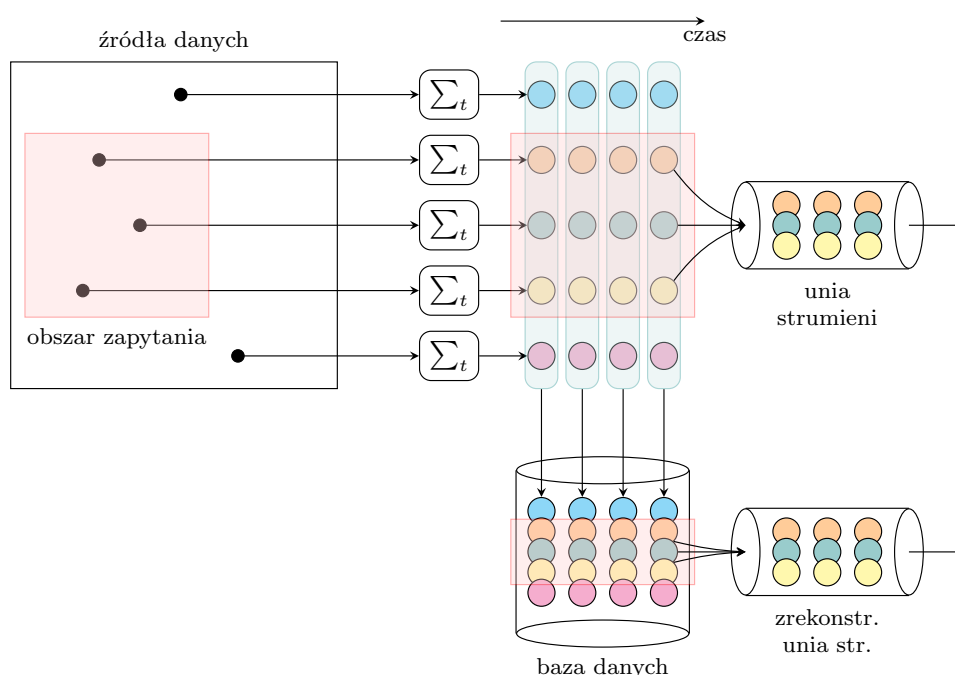 czas
źródła danych
∑t
∑t
∑t
∑t
∑t
obszar zapytania
unia
strumieni
zrekonstr.
unia str.
baza danych